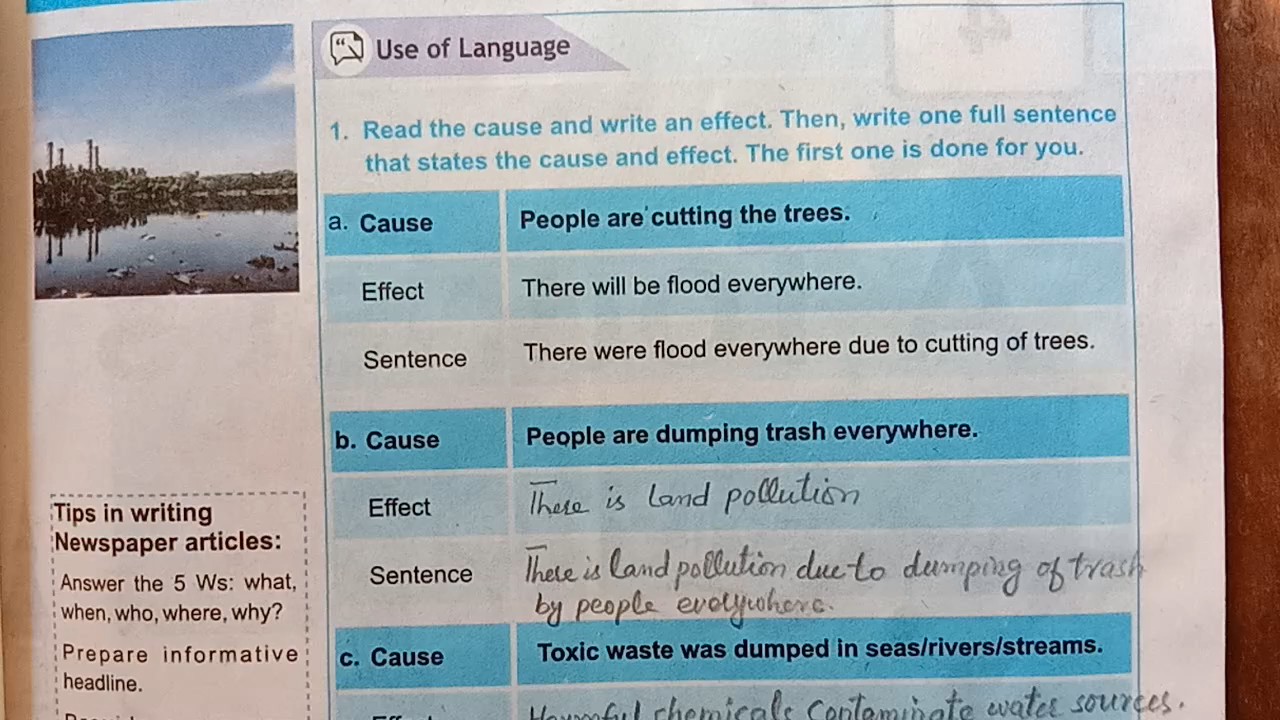 Use of Language
1. Read the cause and write an effect. Then, write one full sentence
that states the cause and effect. The first one is done for you.
a. Cause People are cutting the trees.
Effect There will be flood everywhere.
Sentence There were flood everywhere due to cutting of trees.
b. Cause People are dumping trash everywhere.
Effect There is land pollution
Sentence There is land pollution due to dumping of trash
by people everywhere.
c. Cause Toxic waste was dumped in seas/rivers/streams.
Harmful chemicals contaminate water sources.
Tips in writing
Newspaper articles:
Answer the 5 Ws: what,
when, who, where, why?
Prepare informative
headline.